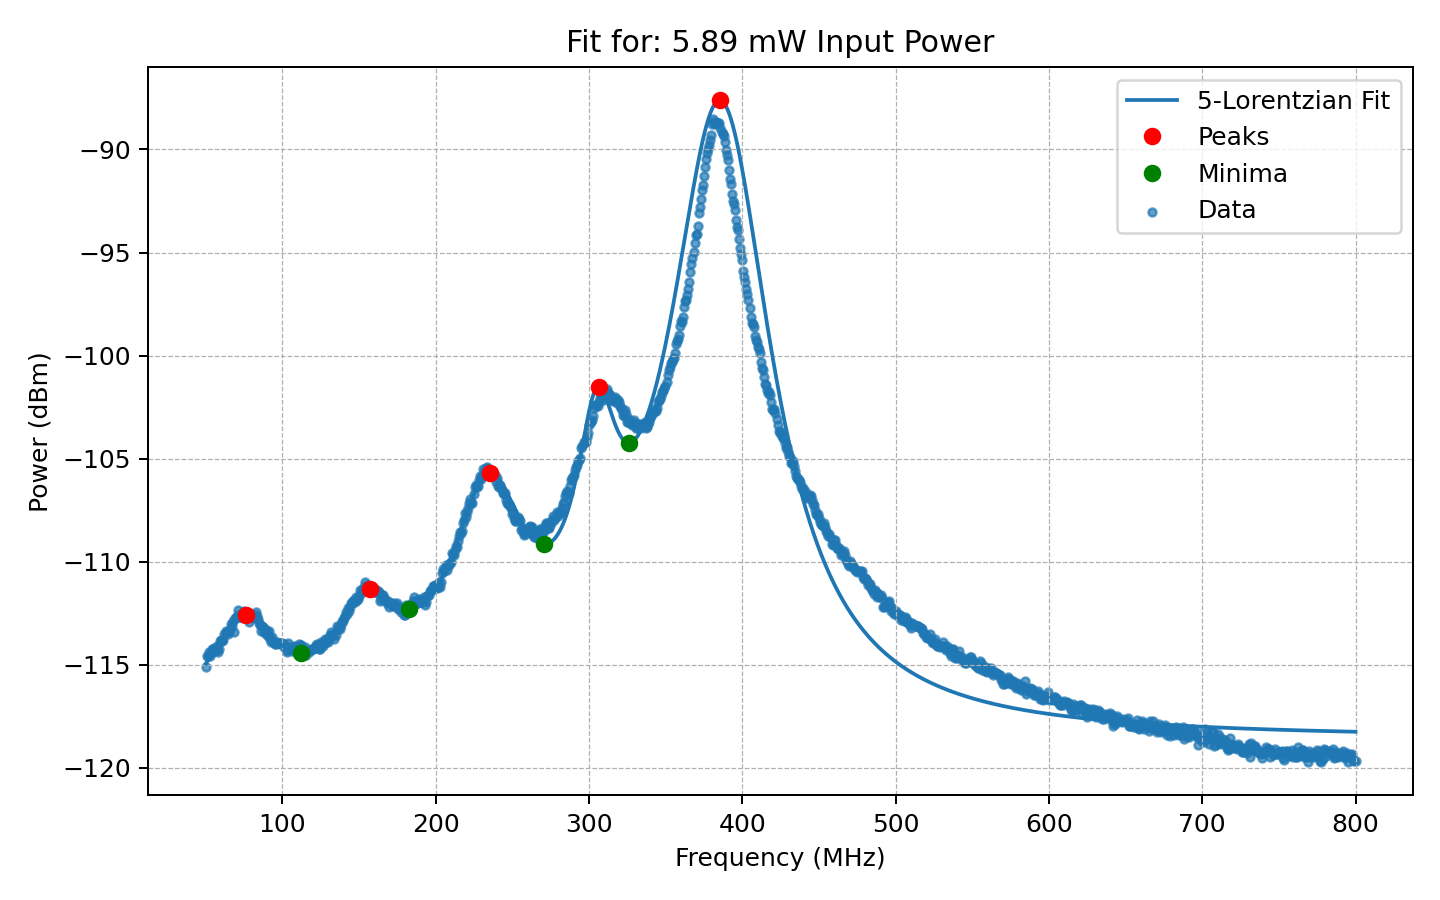 Fit for: 5.89 mW Input Power
5-Lorentzian Fit
Peaks
Minima
Data
Power (dBm)
−90
−95
−100
−105
−110
−115
−120
100 200 300 400 500 600 700 800
Frequency (MHz)